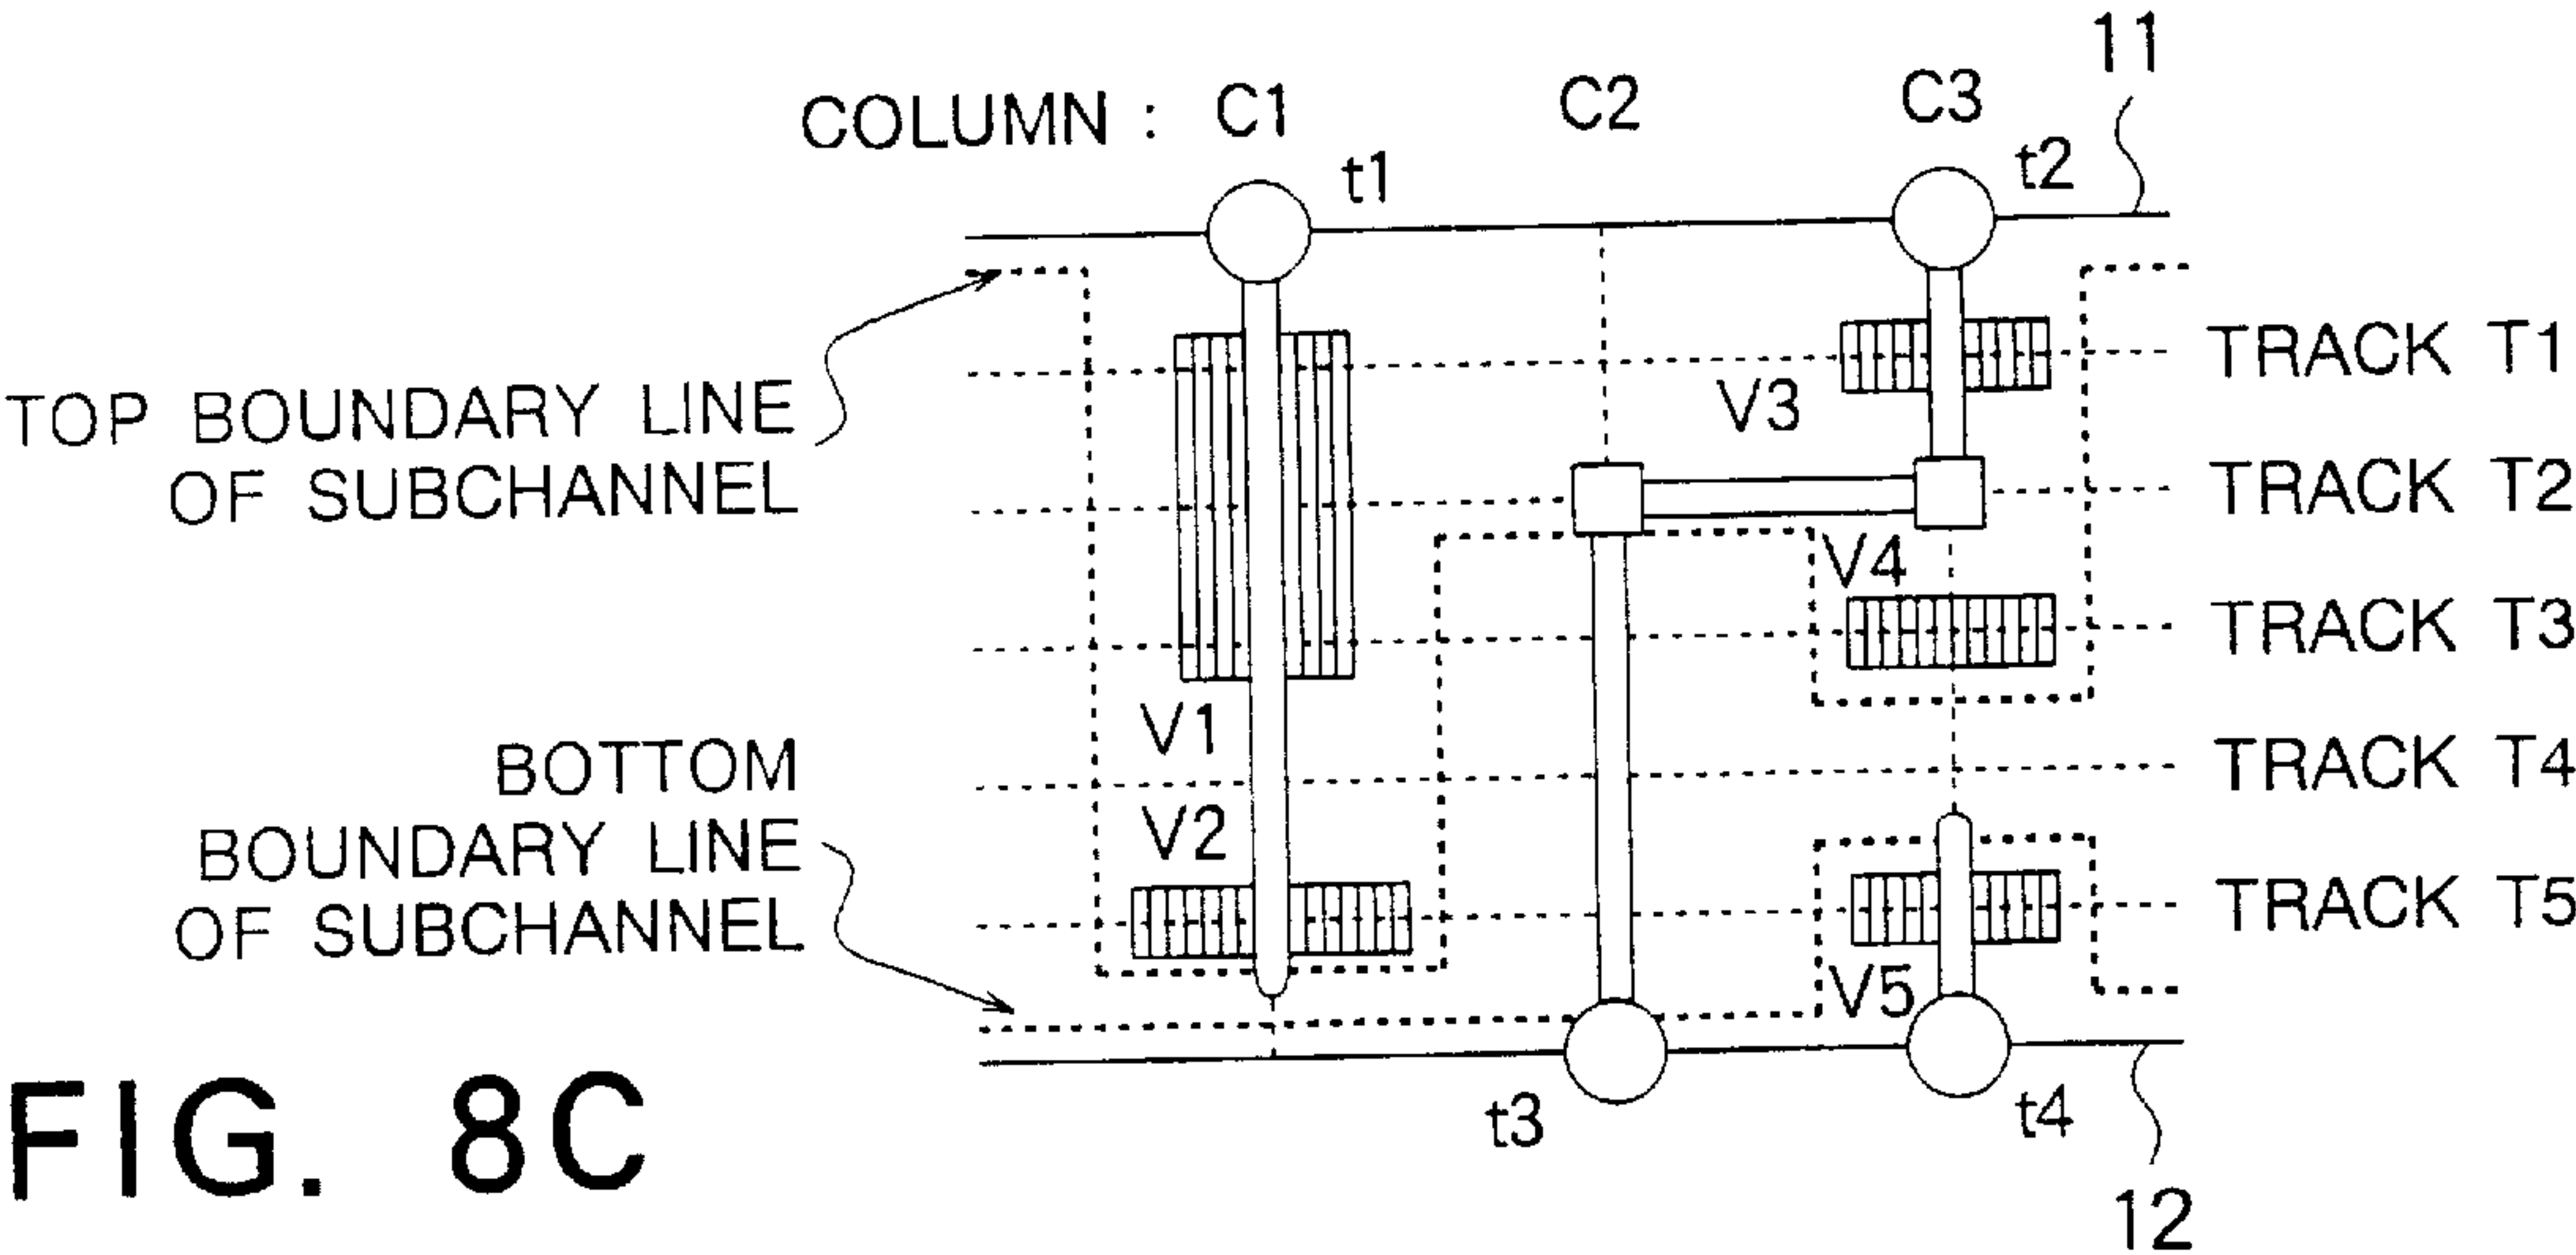 11
COLUMN : C1 C2 C3
t1 t2
TOP BOUNDARY LINE
OF SUBCHANNEL
TRACK T1
V3
TRACK T2
V4
TRACK T3
V1
BOTTOM
BOUNDARY LINE
OF SUBCHANNEL
TRACK T4
V2
TRACK T5
V5
t3 t4
12
FIG. 8C